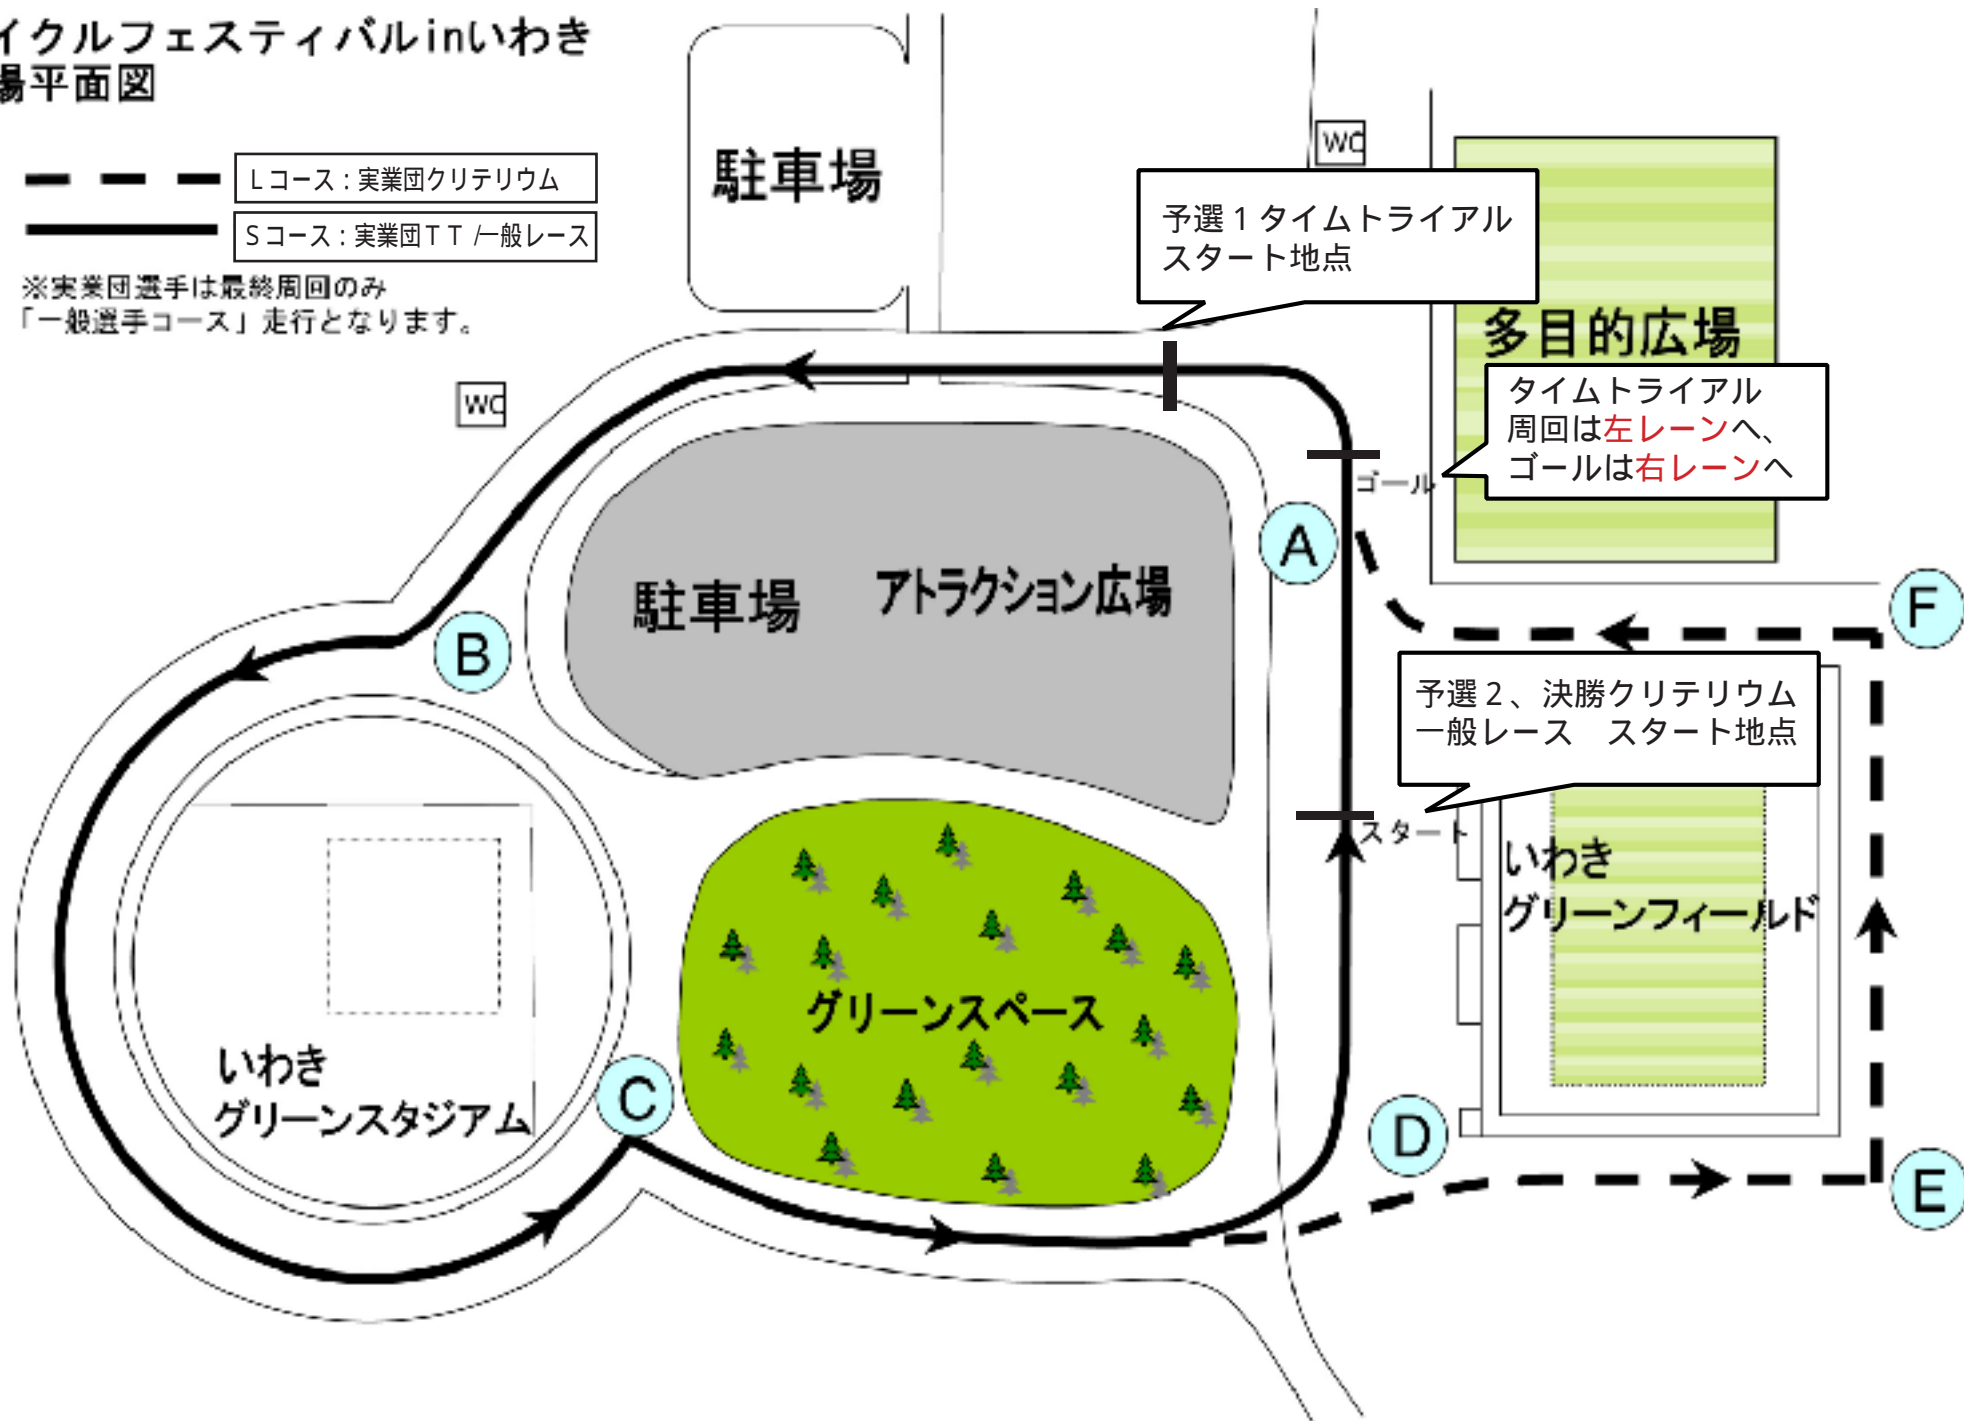 イクルフェスティバルinいわき
場平面図
Lコース：実業団クリテリウム
Sコース：実業団TT/一般レース
※実業団選手は最終周回のみ
「一般選手コース」走行となります。
駐車場
WC
予選1タイムトライアル
スタート地点
多目的広場
WC
タイムトライアル
周回は左レーンへ、
ゴールは右レーンへ
ゴール
A
駐車場 アトラクション広場
F
B
予選2、決勝クリテリウム
一般レース　スタート地点
スタート
いわき
グリーンフィールド
グリーンスペース
いわき
グリーンスタジアム
C
D
E